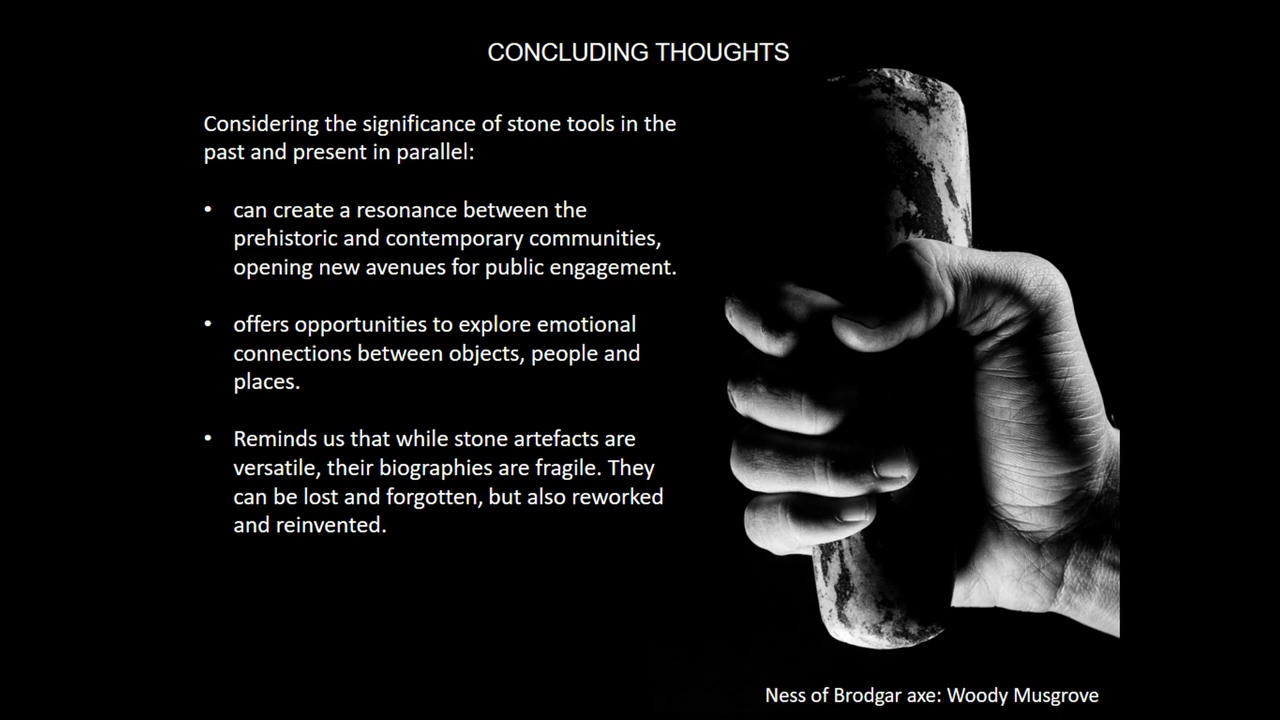 CONCLUDING THOUGHTS
Considering the significance of stone tools in the
past and present in parallel:
• can create a resonance between the
prehistoric and contemporary communities,
opening new avenues for public engagement.
• offers opportunities to explore emotional
connections between objects, people and
places.
• Reminds us that while stone artefacts are
versatile, their biographies are fragile. They
can be lost and forgotten, but also reworked
and reinvented.
Ness of Brodgar axe: Woody Musgrove